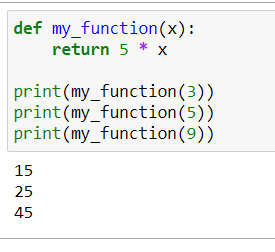 def my_function(x):
    return 5 * x
print(my_function(3))
print(my_function(5))
print(my_function(9))
15
25
45